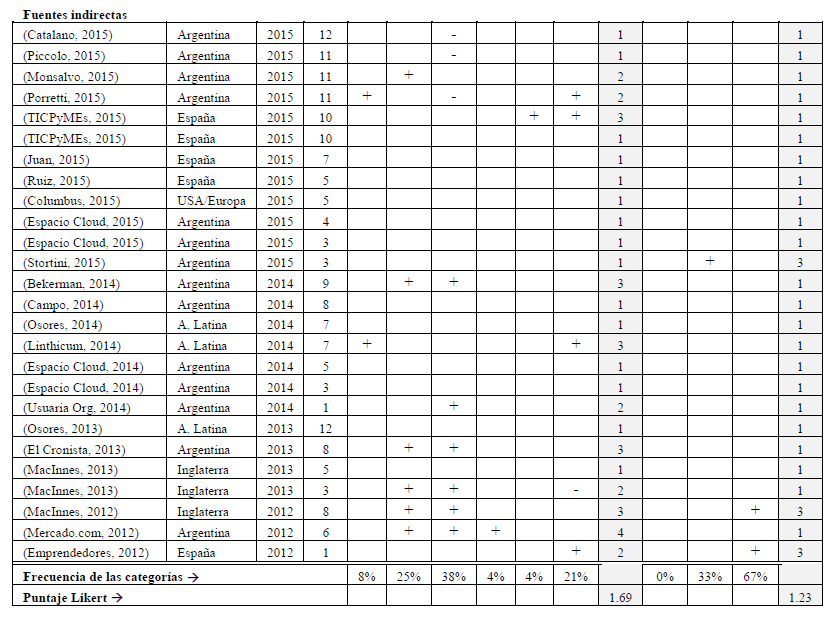 Fuentes indirectas
(Catalano, 2015) Argentina 2015 12 - 1 1
(Piccolo, 2015) Argentina 2015 11 - 1 1
(Monsalvo, 2015) Argentina 2015 11 + 2 1
(Porretti, 2015) Argentina 2015 11 + - + 2 1
(TICPyMEs, 2015) España 2015 10 + + 3 1
(TICPyMEs, 2015) España 2015 10 1 1
(Juan, 2015) España 2015 7 1 1
(Ruiz, 2015) España 2015 5 1 1
(Columbus, 2015) USA/Europa 2015 5 1 1
(Espacio Cloud, 2015) Argentina 2015 4 1 1
(Espacio Cloud, 2015) Argentina 2015 3 1 1
(Stortini, 2015) Argentina 2015 3 1 + 3
(Bekerman, 2014) Argentina 2014 9 + + 3 1
(Campo, 2014) Argentina 2014 8 1 1
(Osores, 2014) A. Latina 2014 7 1 1
(Linthicum, 2014) A. Latina 2014 7 + + 3 1
(Espacio Cloud, 2014) Argentina 2014 5 1 1
(Espacio Cloud, 2014) Argentina 2014 3 1 1
(Usuaria Org, 2014) Argentina 2014 1 + 2 1
(Osores, 2013) A. Latina 2013 12 1 1
(El Cronista, 2013) Argentina 2013 8 + + 3 1
(MacInnes, 2013) Inglaterra 2013 5 1 1
(MacInnes, 2013) Inglaterra 2013 3 + + - 2 1
(MacInnes, 2012) Inglaterra 2012 8 + + 3 + 3
(Mercado.com, 2012) Argentina 2012 6 + + + 4 1
(Emprendedores, 2012) España 2012 1 + 2 + 3
Frecuencia de las categorías → 8% 25% 38% 4% 4% 21% 0% 33% 67%
Puntaje Likert → 1.69 1.23